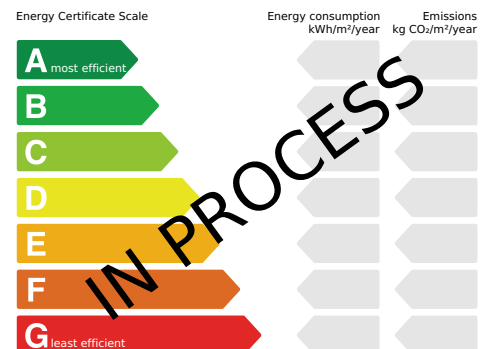 Energy Certificate Scale
Energy consumption
kWh/m²/year
Emissions
kg CO₂/m²/year
A most efficient
B
C
D
E
F
G least efficient
IN PROCESS